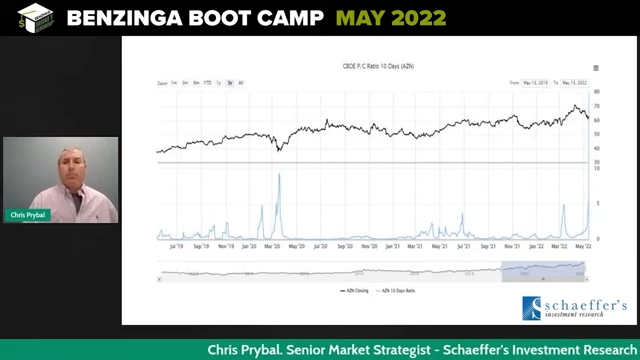 BENZINGA BOOT CAMP MAY 2022
CBOE P/C Ratio 10 Days (AZN)
Zoom 1m 3m 6m YTD 1y 3y All
From May 13, 2019 To May 13, 2022
80
70
60
50
40
30
10
5
0
Jul '19 Sep '19 Nov '19 Jan '20 Mar '20 May '20 Jul '20 Sep '20 Nov '20 Jan '21 Mar '21 May '21 Jul '21 Sep '21 Nov '21 Jan '22 Mar '22 May '22
AZN Closing AZN 10 Days Ratio
Chris Prybal
schaeffer's
investment research
Chris Prybal. Senior Market Strategist - Schaeffer's Investment Research